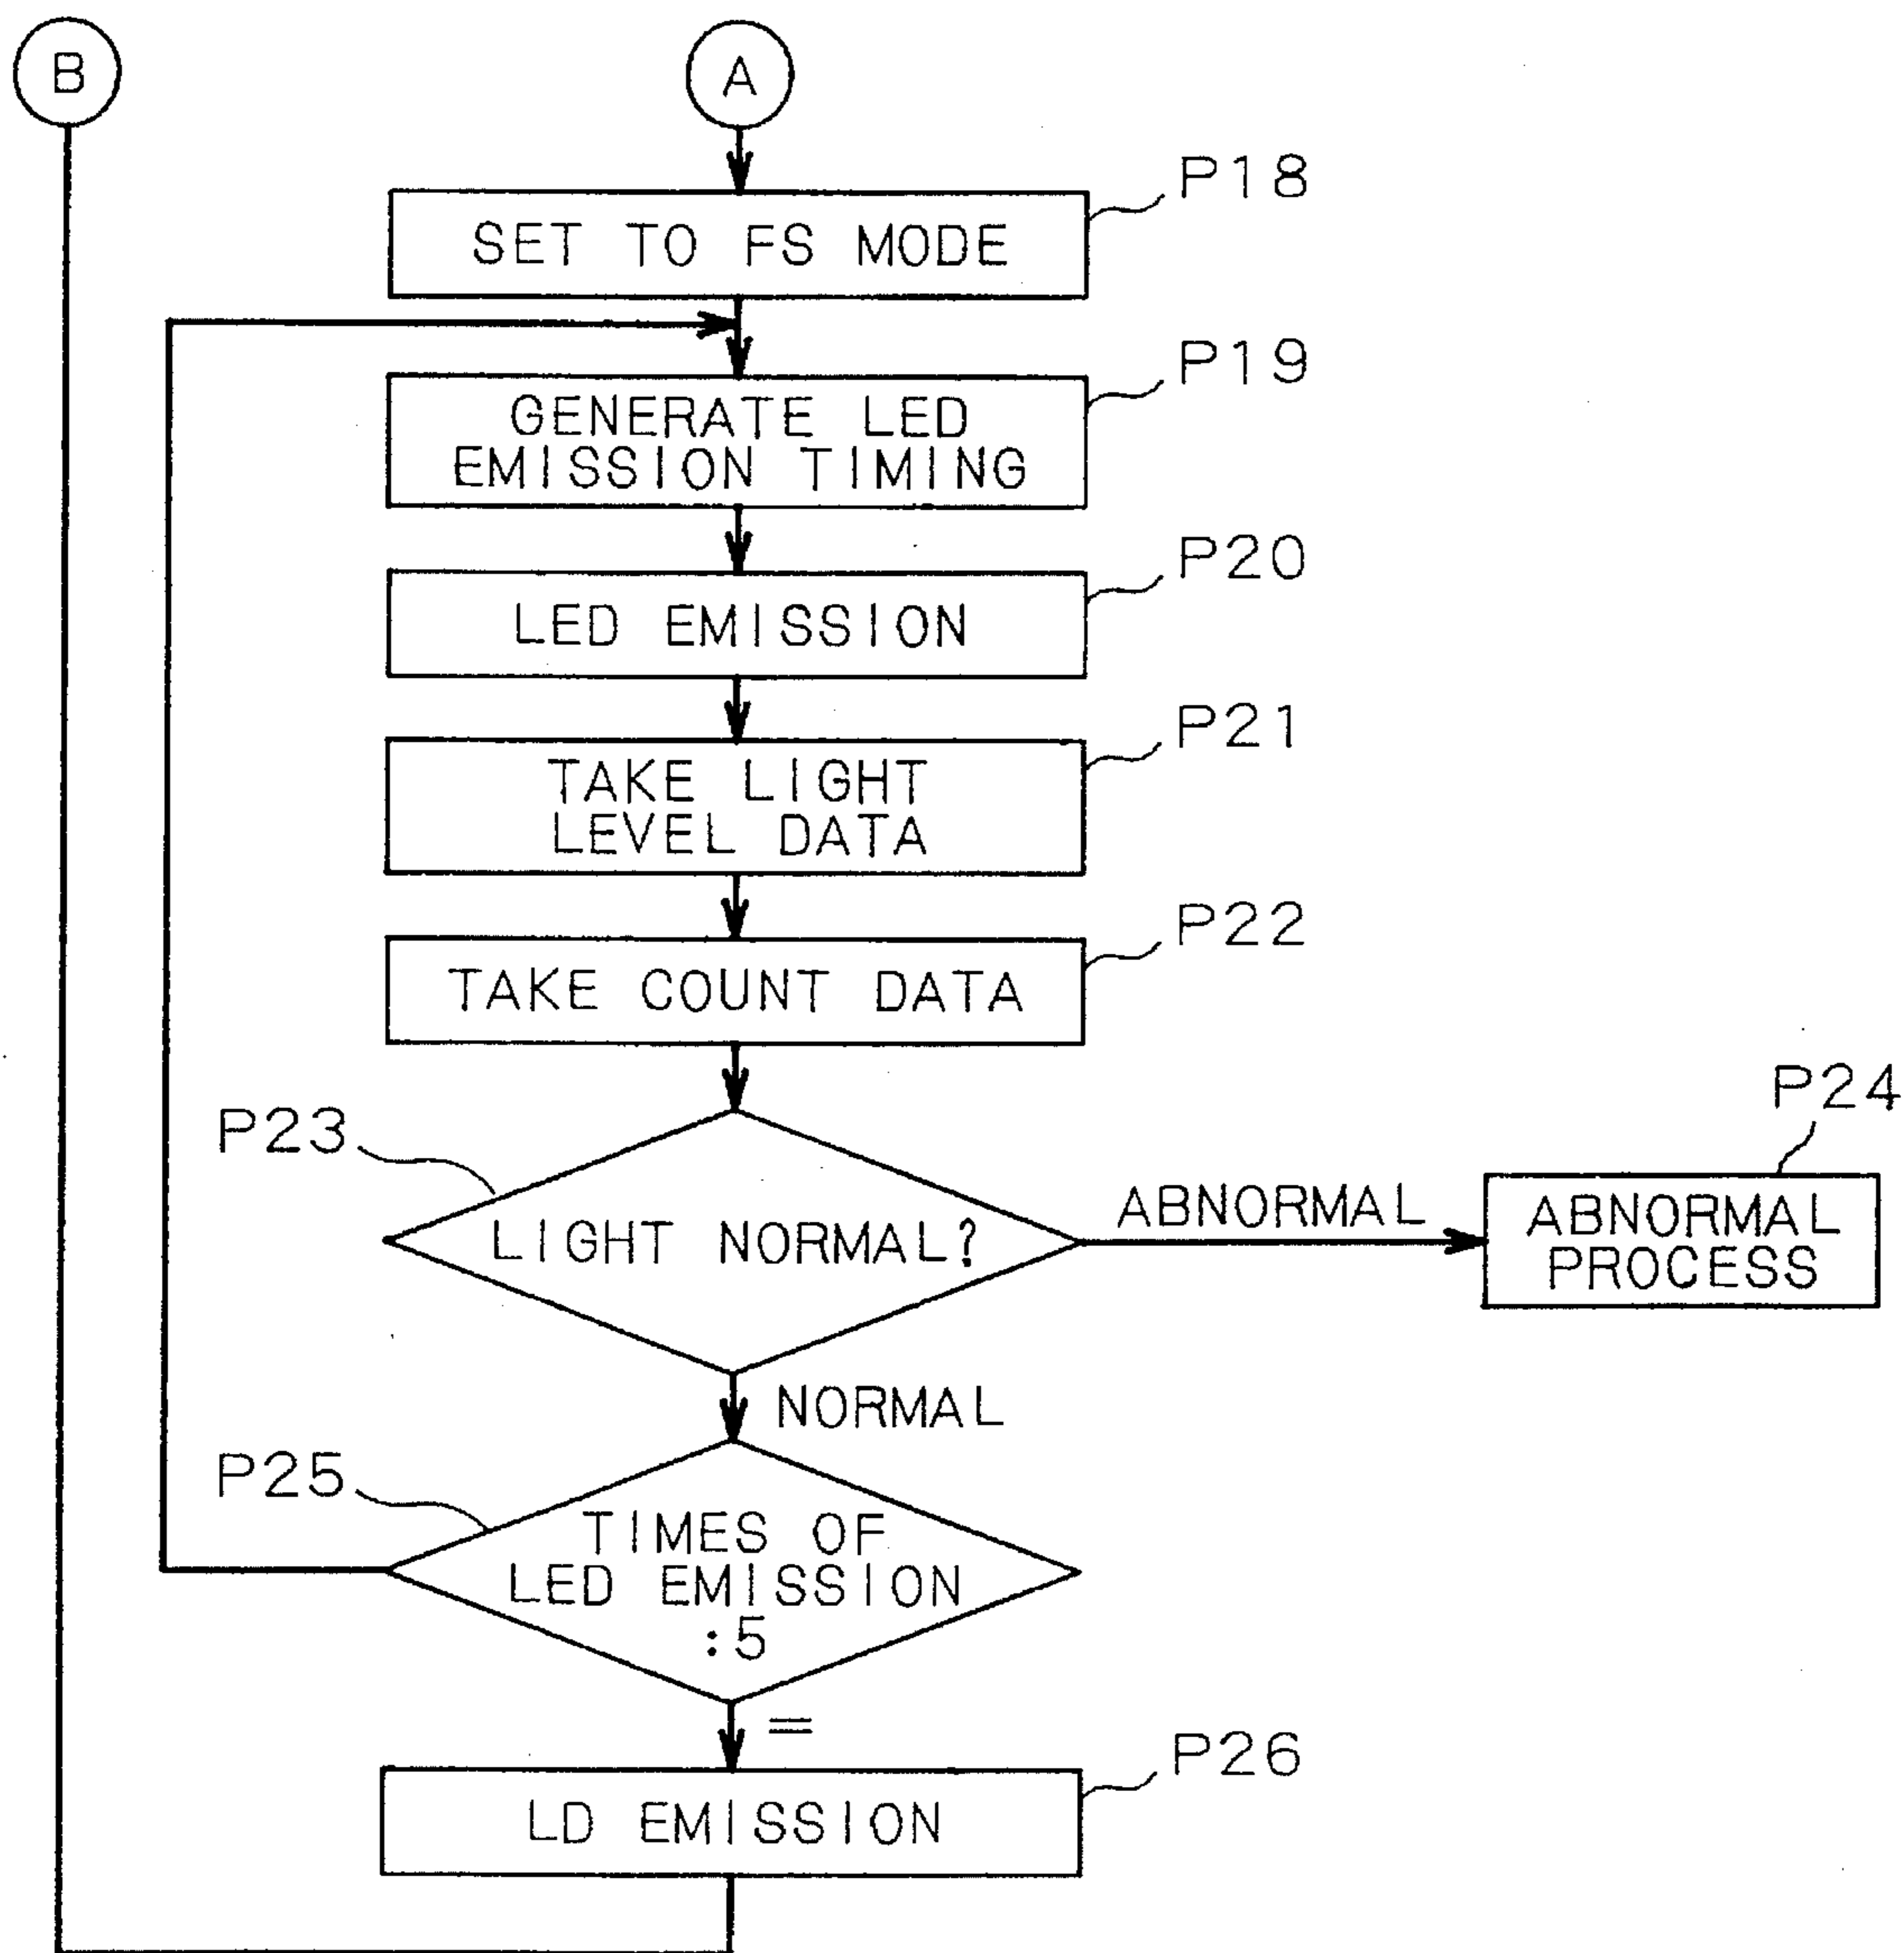 B
A
P18
SET TO FS MODE
P19
GENERATE LED
EMISSION TIMING
P20
LED EMISSION
P21
TAKE LIGHT
LEVEL DATA
P22
TAKE COUNT DATA
P23
LIGHT NORMAL?
ABNORMAL
P24
ABNORMAL
PROCESS
NORMAL
P25
TIMES OF
LED EMISSION
:5
=
P26
LD EMISSION